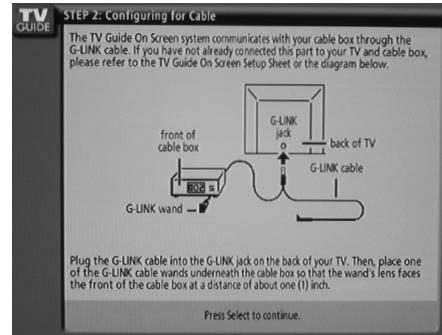 TV
GUIDE
STEP 2: Configuring for Cable
The TV Guide On Screen system communicates with your cable box through the
G-LINK cable. If you have not already connected this part to your TV and cable box,
please refer to the TV Guide On Screen Setup Sheet or the diagram below.
G-LINK
jack
front of
cable box
back of TV
G-LINK cable
G-LINK wand
Plug the G-LINK cable into the G-LINK jack on the back of your TV. Then, place one
of the G-LINK cable wands underneath the cable box so that the wand's lens faces
the front of the cable box at a distance of about one (1) inch.
Press Select to continue.